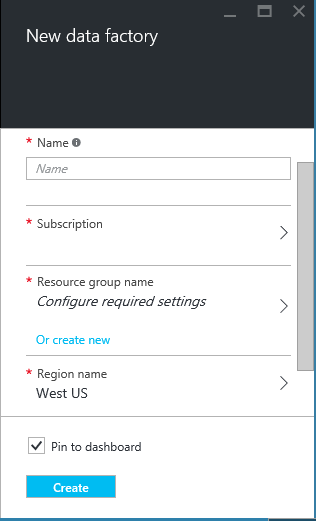 New data factory
* Name
Name
* Subscription
* Resource group name
Configure required settings
Or create new
* Region name
West US
Pin to dashboard
Create